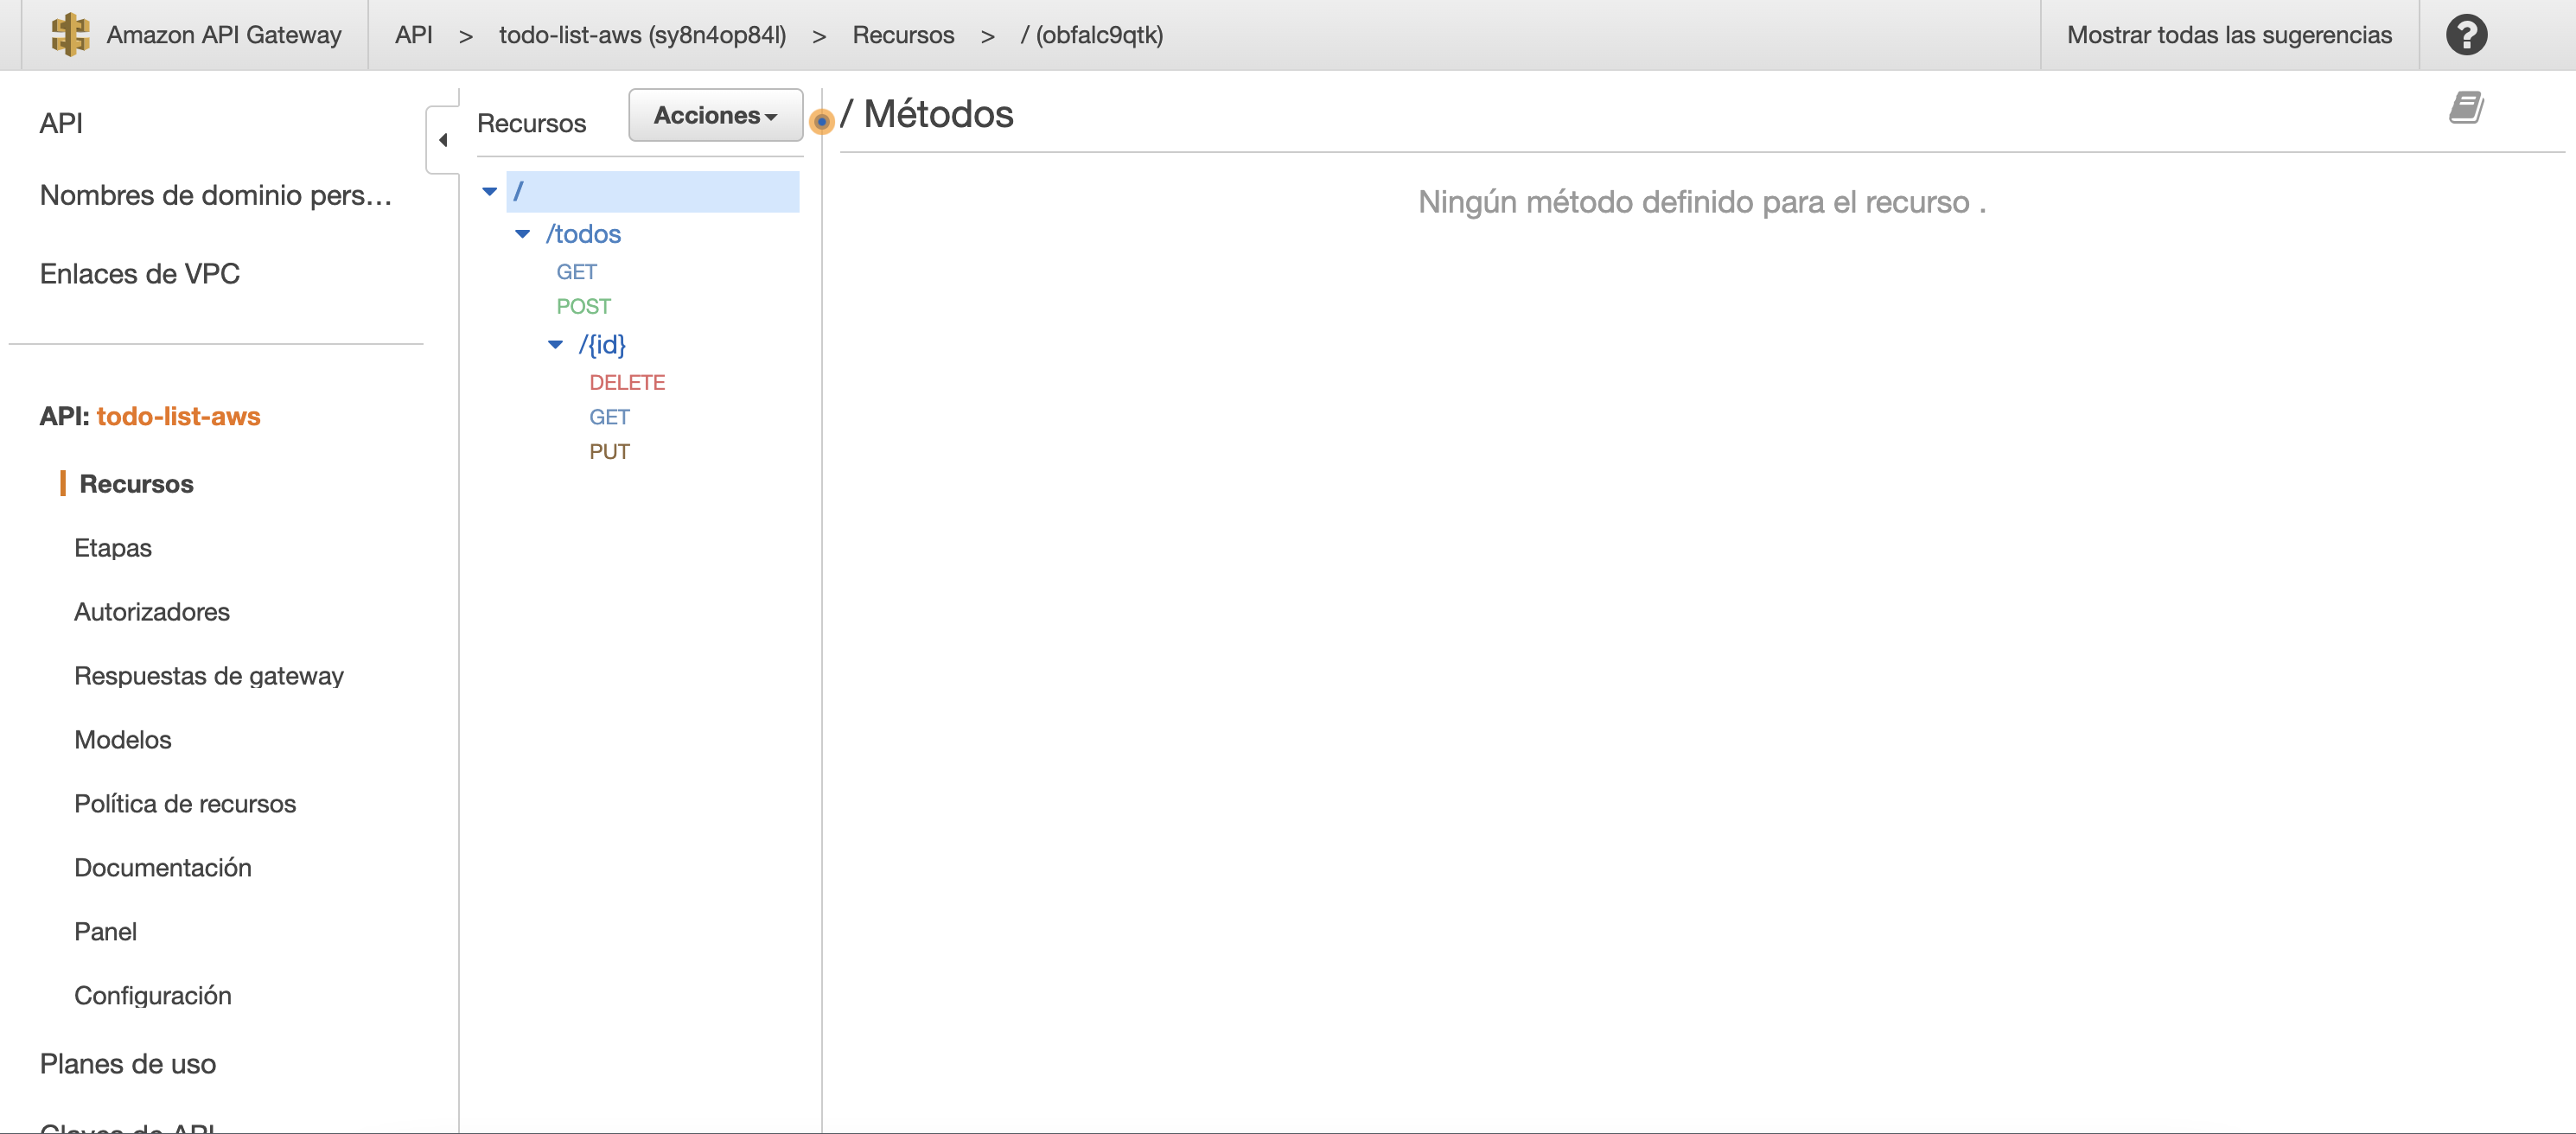 Amazon API Gateway
API > todo-list-aws (sy8n4op84l) > Recursos > / (obfalc9qtk)
Mostrar todas las sugerencias
?
API
Nombres de dominio pers...
Enlaces de VPC
API: todo-list-aws
Recursos
Etapas
Autorizadores
Respuestas de gateway
Modelos
Política de recursos
Documentación
Panel
Configuración
Planes de uso
Claves de API
Recursos
Acciones
/
/todos
GET
POST
/{id}
DELETE
GET
PUT
/ Métodos
Ningún método definido para el recurso .